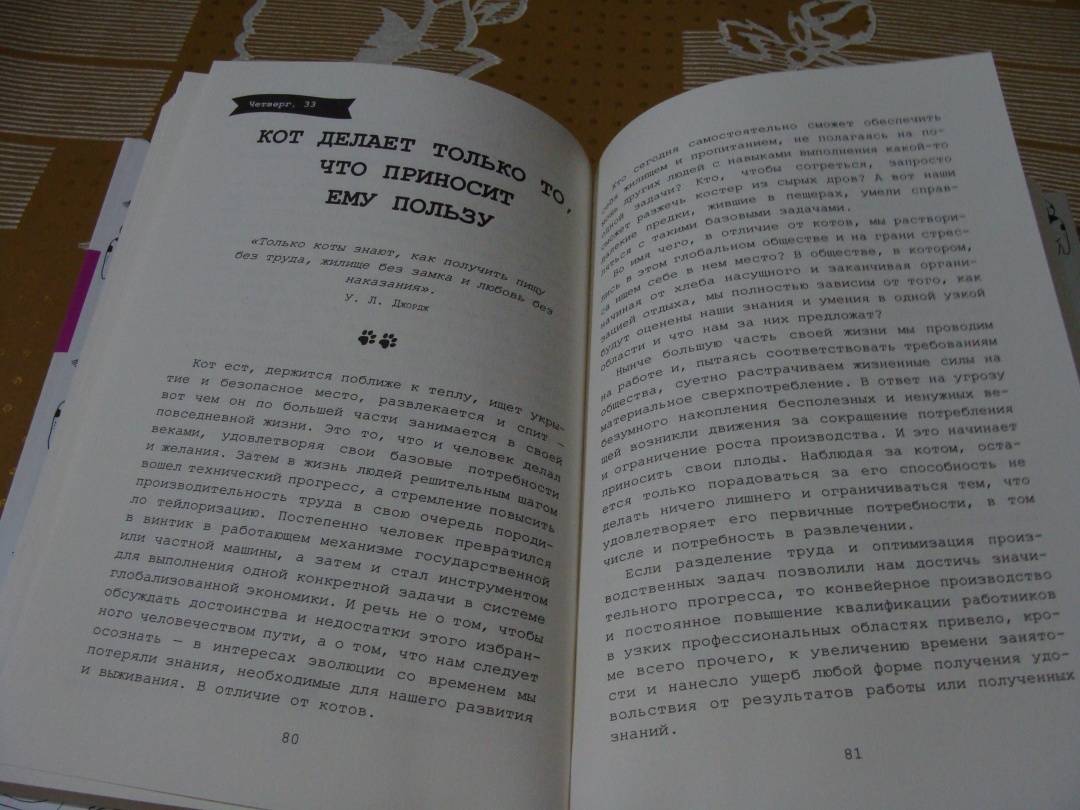 Четверг. 33
КОТ ДЕЛАЕТ ТОЛЬКО ТО,
ЧТО ПРИНОСИТ
ЕМУ ПОЛЬЗУ
«Только коты знают, как получить пищу
без труда, жилище без замка и любовь без
наказания».
У. Л. Джордж
Кот ест, держится поближе к теплу, ищет укры-
тие и безопасное место, развлекается и спит —
вот чем он по большей части занимается в своей
повседневной жизни. Это то, что и человек делал
веками, удовлетворяя свои базовые потребности
и желания. Затем в жизнь людей решительным шагом
вошел технический прогресс, а стремление повысить
производительность труда в свою очередь породи-
ло тейлоризацию. Постепенно человек превратился
в винтик в работающем механизме государственной
или частной машины, а затем и стал инструментом
для выполнения одной конкретной задачи в системе
глобализованной экономики. И речь не о том, чтобы
обсуждать достоинства и недостатки этого избран-
ного человечеством пути, а о том, что нам следует
осознать — в интересах эволюции со временем мы
потеряли знания, необходимые для нашего развития
и выживания. В отличие от котов.
80
Кто сегодня самостоятельно сможет обеспечить
себя жилищем и пропитанием, не полагаясь на по-
мощь других людей с навыками выполнения какой-то
одной задачи? Кто, чтобы согреться, запросто
сможет разжечь костер из сырых дров? А вот наши
далекие предки, жившие в пещерах, умели справ-
ляться с такими базовыми задачами.
Во имя чего, в отличие от котов, мы раствори-
лись в этом глобальном обществе и на грани стрес-
са ищем себе в нем место? В обществе, в котором,
начиная от хлеба насущного и заканчивая органи-
зацией отдыха, мы полностью зависим от того, как
будут оценены наши знания и умения в одной узкой
области и что нам за них предложат?
Нынче большую часть своей жизни мы проводим
на работе и, пытаясь соответствовать требованиям
общества, суетно растрачиваем жизненные силы на
материальное сверхпотребление. В ответ на угрозу
безумного накопления бесполезных и ненужных ве-
щей возникли движения за сокращение потребления
и ограничение роста производства. И это начинает
приносить свои плоды. Наблюдая за котом, оста-
ется только порадоваться за его способность не
делать ничего лишнего и ограничиваться тем, что
удовлетворяет его первичные потребности, в том
числе и потребность в развлечении.
Если разделение труда и оптимизация произ-
водственных задач позволили нам достичь значи-
тельного прогресса, то конвейерное производство
и постоянное повышение квалификации работников
в узких профессиональных областях привело, кро-
ме всего прочего, к увеличению времени занято-
сти и нанесло ущерб любой форме получения удо-
вольствия от результатов работы или полученных
знаний.
81